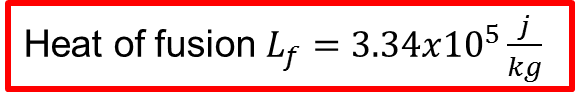 Heat of fusion L_f = 3.34x10^5 j/kg